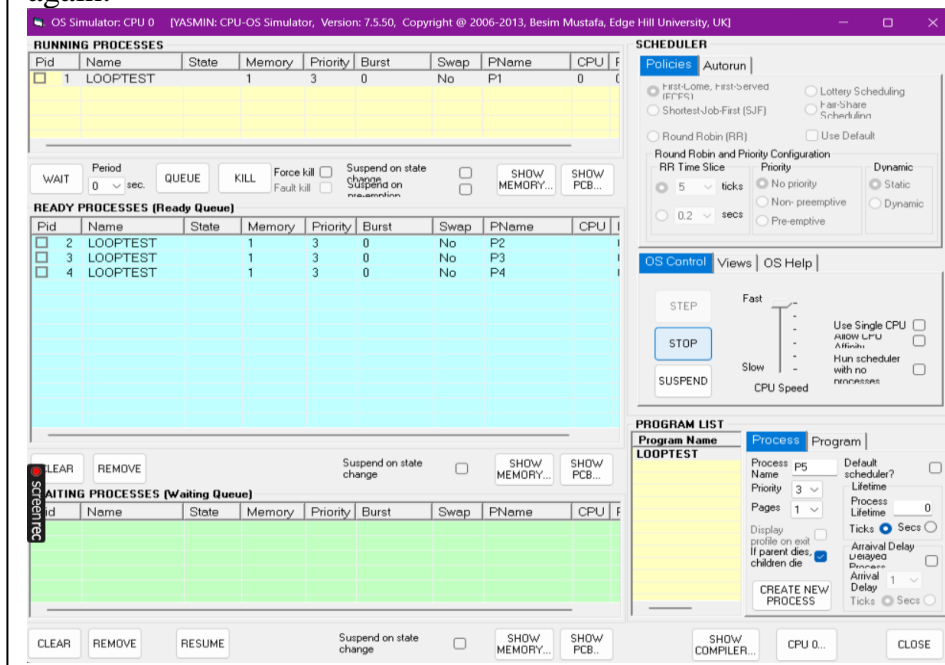 again.
OS Simulator: CPU 0 [YASMIN: CPU-OS Simulator, Version: 7.5.50, Copyright @ 2006-2013, Besim Mustafa, Edge Hill University, UK]
RUNNING PROCESSES
Pid Name State Memory Priority Burst Swap PName CPU
1 LOOPTEST 1 3 0 No P1 0
WAIT
Period
0 sec.
QUEUE
KILL
Force kill
Fault kill
Suspend on state change
Suspend on pre-emption
SHOW MEMORY...
SHOW PCB...
READY PROCESSES (Ready Queue)
Pid Name State Memory Priority Burst Swap PName CPU
2 LOOPTEST 1 3 0 No P2
3 LOOPTEST 1 3 0 No P3
4 LOOPTEST 1 3 0 No P4
CLEAR
REMOVE
Suspend on state
change
SHOW
MEMORY...
SHOW
PCB...
screenrec
WAITING PROCESSES (Waiting Queue)
Name State Memory Priority Burst Swap PName CPU
CLEAR
REMOVE
RESUME
Suspend on state
change
SHOW
MEMORY...
SHOW
PCB..
SCHEDULER
Policies Autorun
First-Come, First-Served
(FCFS)
Shortest-Job-First (SJF)
Round Robin (RR)
Lottery Scheduling
Fair-Share
Scheduling
Use Default
Round Robin and Priority Configuration
RR Time Slice
5 ticks
0.2 secs
Priority
No priority
Non- preemptive
Pre-emptive
Dynamic
Static
Dynamic
OS Control Views OS Help
STEP
STOP
SUSPEND
Fast
Slow
CPU Speed
Use Single CPU
Allow CPU
Affinity
Run scheduler
with no
processes
PROGRAM LIST
Program Name
LOOPTEST
Process Program
Process
Name P5
Priority 3
Pages 1
Display
profile on exit
If parent dies,
children die
CREATE NEW
PROCESS
Default
scheduler?
Lifetime
Process
Lifetime 0
Ticks Secs
Arraival Delay
Delayed
Process
Arrival
Delay 1
Ticks Secs
SHOW
COMPILER...
CPU 0...
CLOSE